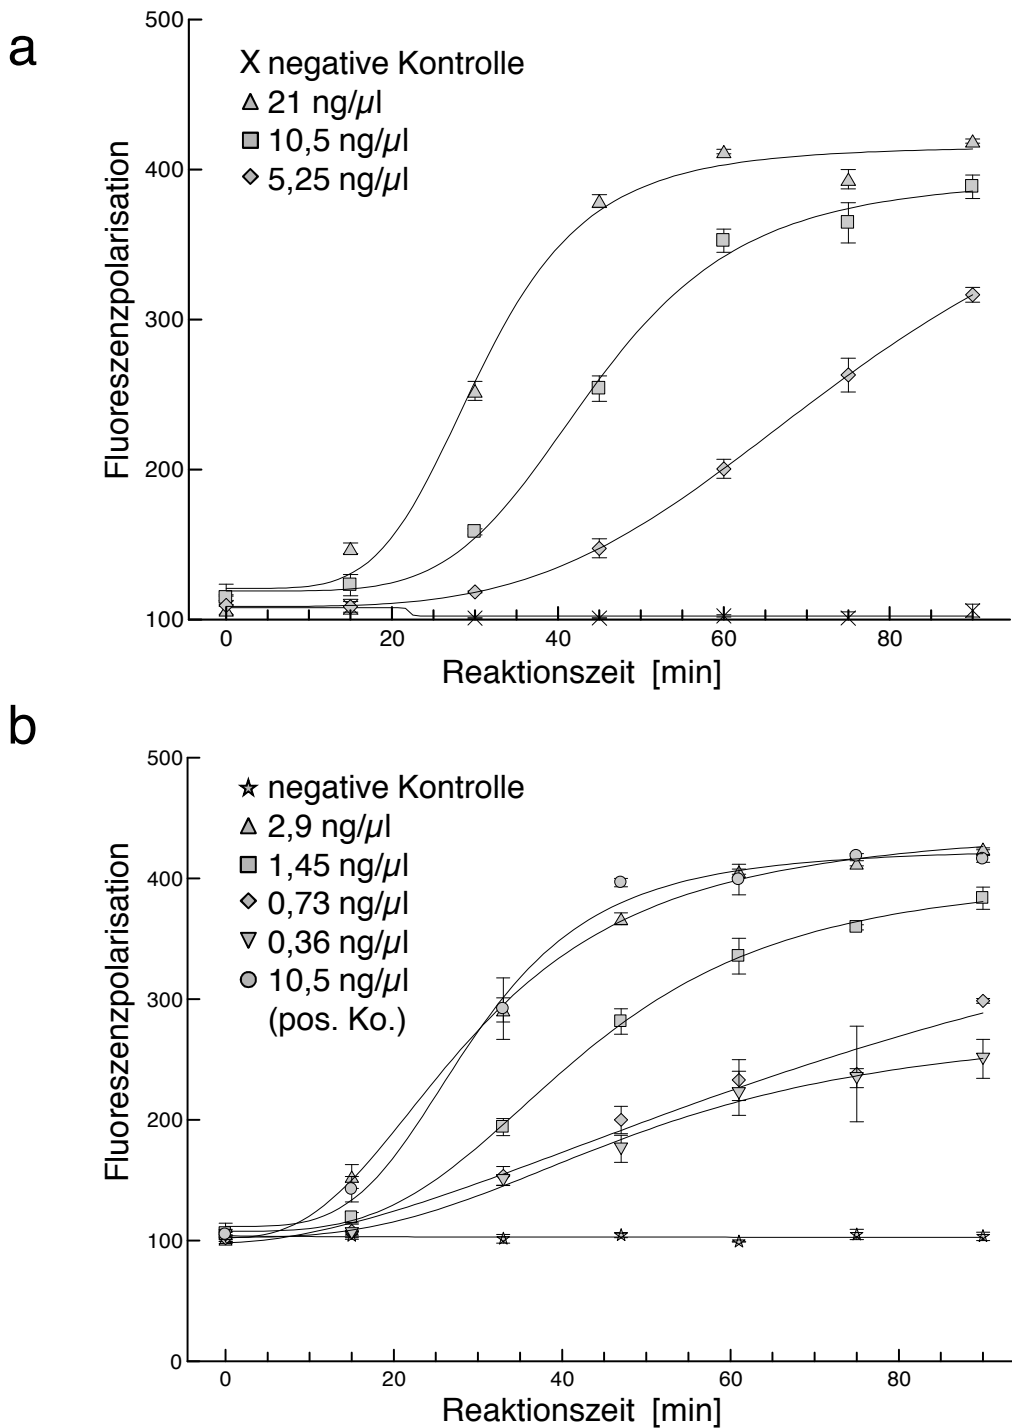 a
500
400
300
200
100
Fluoreszenzpolarisation
X negative Kontrolle
21 ng/µl
10,5 ng/µl
5,25 ng/µl
0 20 40 60 80
Reaktionszeit [min]
b
500
400
300
200
100
0
Fluoreszenzpolarisation
negative Kontrolle
2,9 ng/µl
1,45 ng/µl
0,73 ng/µl
0,36 ng/µl
10,5 ng/µl
(pos. Ko.)
0 20 40 60 80
Reaktionszeit [min]